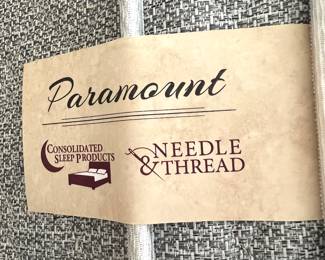 Paramount
CONSOLIDATED
SLEEP PRODUCTS
NEEDLE
& THREAD